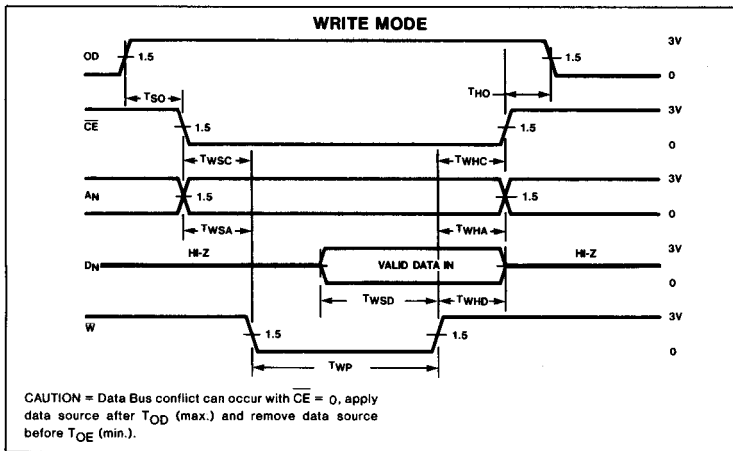 WRITE MODE
OD 1.5 3V
0
TSO THO
CE 1.5 1.5 3V
0
TWSC TWHC
AN 1.5 1.5 3V
0
TWSA TWHA
DN HI-Z VALID DATA IN HI-Z 3V
0
TWSD TWHD
W 1.5 1.5 3V
0
TWP
CAUTION = Data Bus conflict can occur with CE = 0, apply
data source after TOD (max.) and remove data source
before TOE (min.).